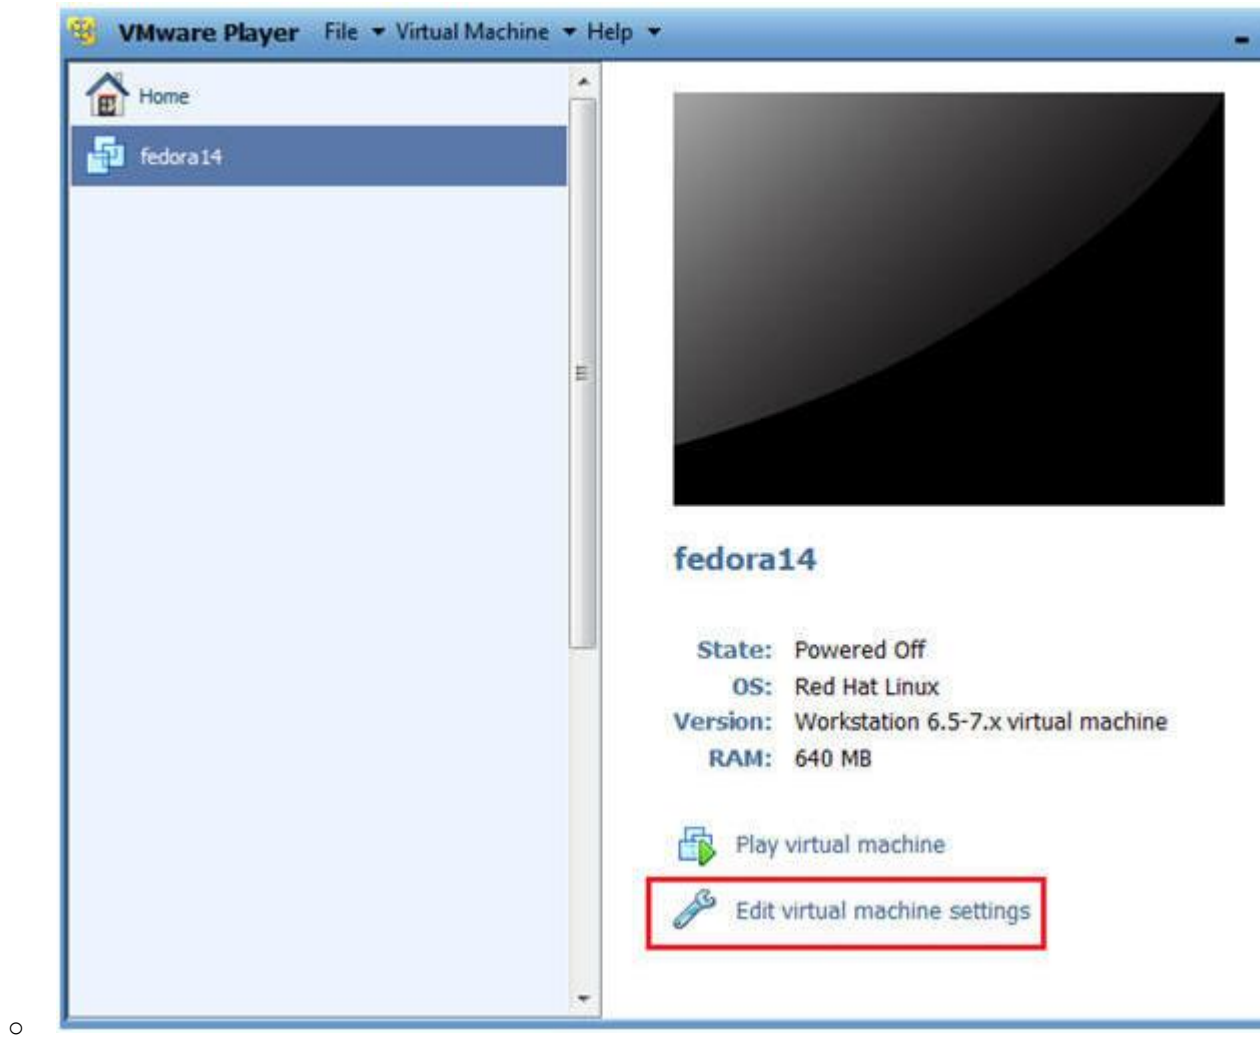 VMware Player File Virtual Machine Help
Home
fedora14
fedora14
State: Powered Off
OS: Red Hat Linux
Version: Workstation 6.5-7.x virtual machine
RAM: 640 MB
Play virtual machine
Edit virtual machine settings